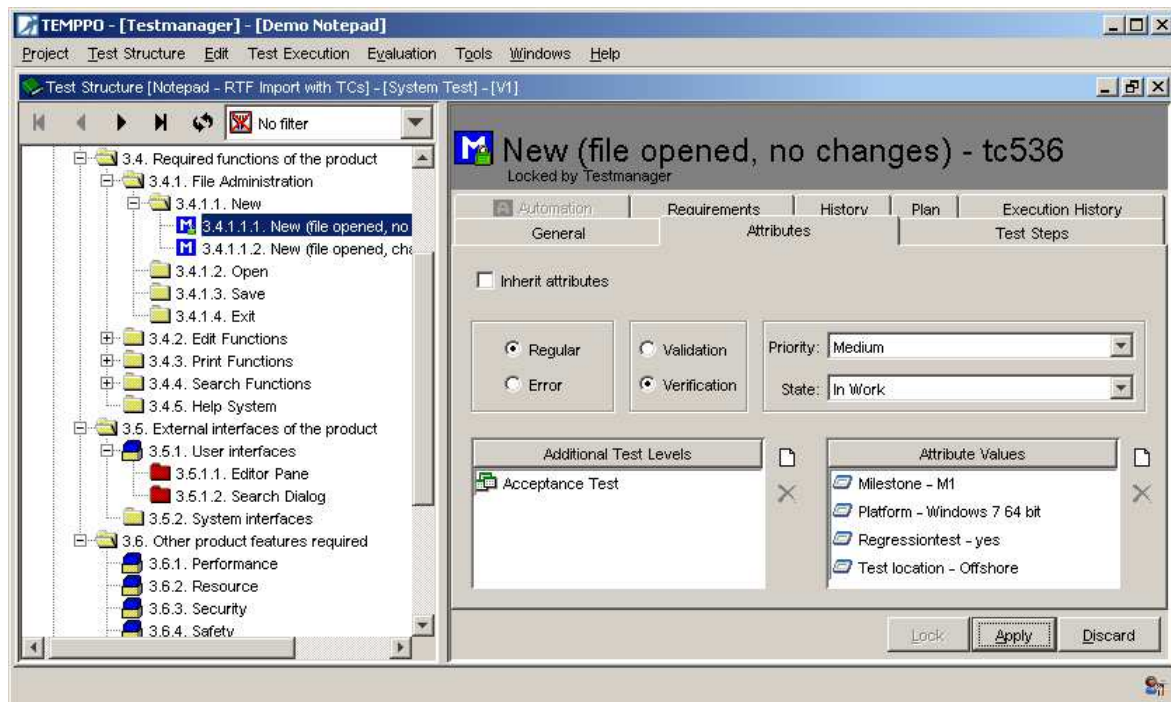 TEMPPO - [Testmanager] - [Demo Notepad]
Project Test Structure Edit Test Execution Evaluation Tools Windows Help
Test Structure [Notepad - RTF Import with TCs] - [System Test] - [V1]
No filter
3.4. Required functions of the product
3.4.1. File Administration
3.4.1.1. New
3.4.1.1.1. New (file opened, no
3.4.1.1.2. New (file opened, cha
3.4.1.2. Open
3.4.1.3. Save
3.4.1.4. Exit
3.4.2. Edit Functions
3.4.3. Print Functions
3.4.4. Search Functions
3.4.5. Help System
3.5. External interfaces of the product
3.5.1. User interfaces
3.5.1.1. Editor Pane
3.5.1.2. Search Dialog
3.5.2. System interfaces
3.6. Other product features required
3.6.1. Performance
3.6.2. Resource
3.6.3. Security
3.6.4. Safety
M New (file opened, no changes) - tc536
Locked by Testmanager
A Automation Requirements History Plan Execution History
General Attributes Test Steps
Inherit attributes
Regular Validation Priority: Medium
Error Verification State: In Work
Additional Test Levels Attribute Values
Acceptance Test Milestone - M1
Platform - Windows 7 64 bit
Regressiontest - yes
Test location - Offshore
Lock Apply Discard